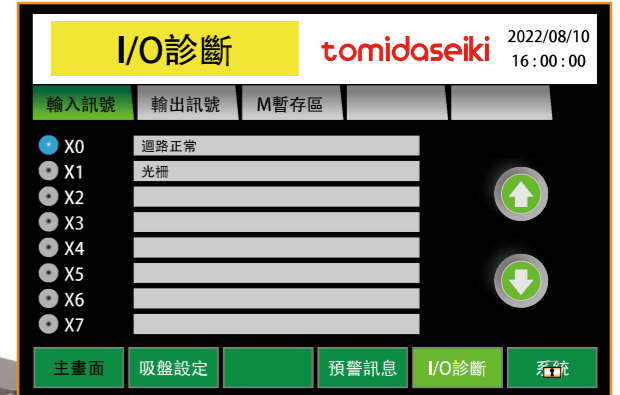 I/O診斷
tomidaseiki
2022/08/10
16 : 00 : 00
輸入訊號 輸出訊號 M暫存區
X0 迴路正常
X1 光柵
X2
X3
X4
X5
X6
X7
主畫面 吸盤設定 預警訊息 I/O診斷 系統